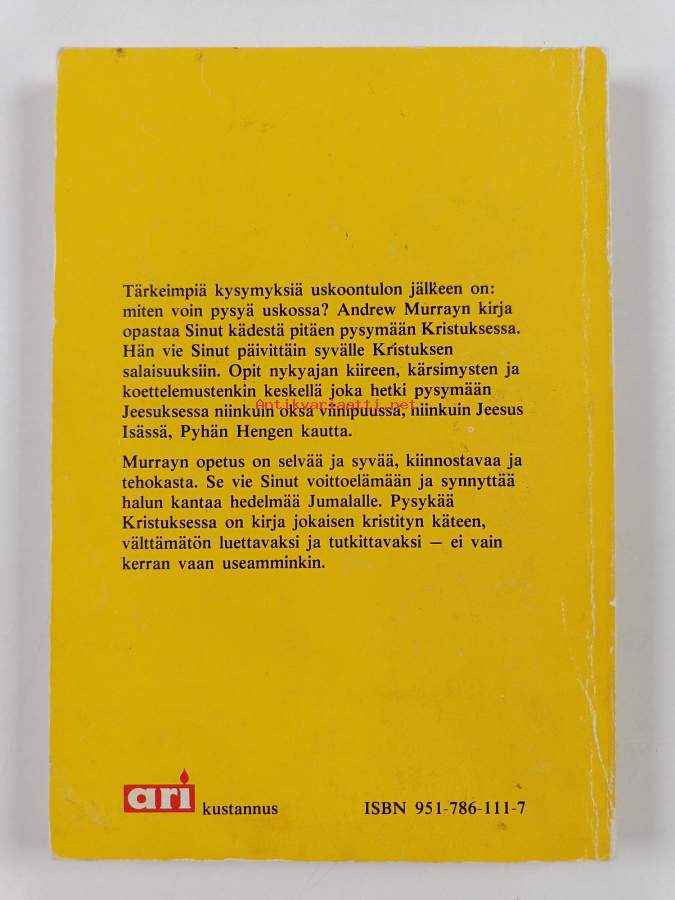 Tärkeimpiä kysymyksiä uskoontulon jälkeen on:
miten voin pysyä uskossa? Andrew Murrayn kirja
opastaa Sinut kädestä pitäen pysymään Kristuksessa.
Hän vie Sinut päivittäin syvälle Kristuksen
salaisuuksiin. Opit nykyajan kiireen, kärsimysten ja
koettelemustenkin keskellä joka hetki pysymään
Antikvariaatti.net
Jeesuksessa niinkuin oksa viinipuussa, niinkuin Jeesus
Isässä, Pyhän Hengen kautta.
Murrayn opetus on selvää ja syvää, kiinnostavaa ja
tehokasta. Se vie Sinut voittoelämään ja synnyttää
halun kantaa hedelmää Jumalalle. Pysykää
Kristuksessa on kirja jokaisen kristityn käteen,
välttämätön luettavaksi ja tutkittavaksi — ei vain
kerran vaan useamminkin.
ari kustannus
ISBN 951-786-111-7